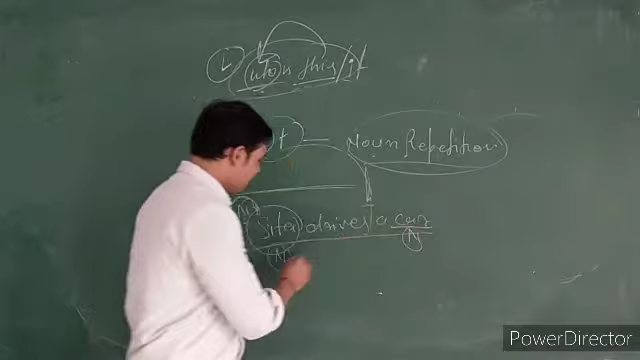 upon this/it
t — Noun Repetition
N
Sita drives a car
N N
PowerDirector